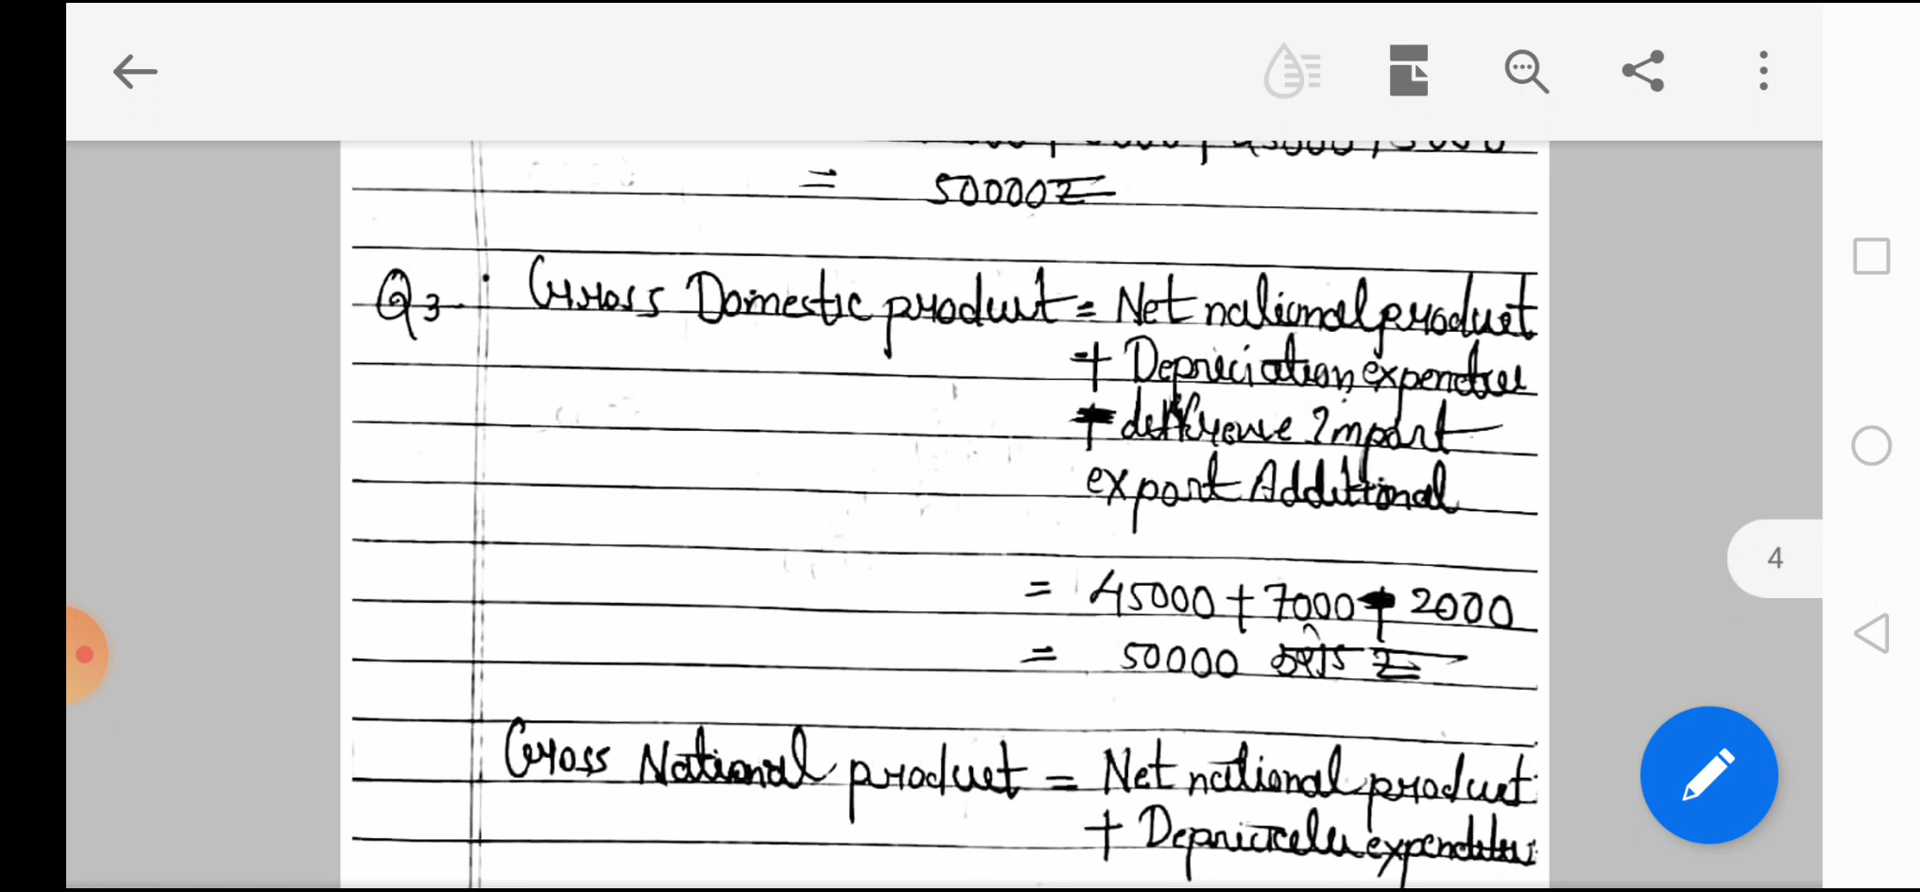 = 50000
Q3. Gross Domestic product = Net national product
+ Depreciation expenditure
+ difference Import
export Additional
= 45000 + 7000 + 2000
= 50000
4
Gross National product = Net national product
+ expenditure